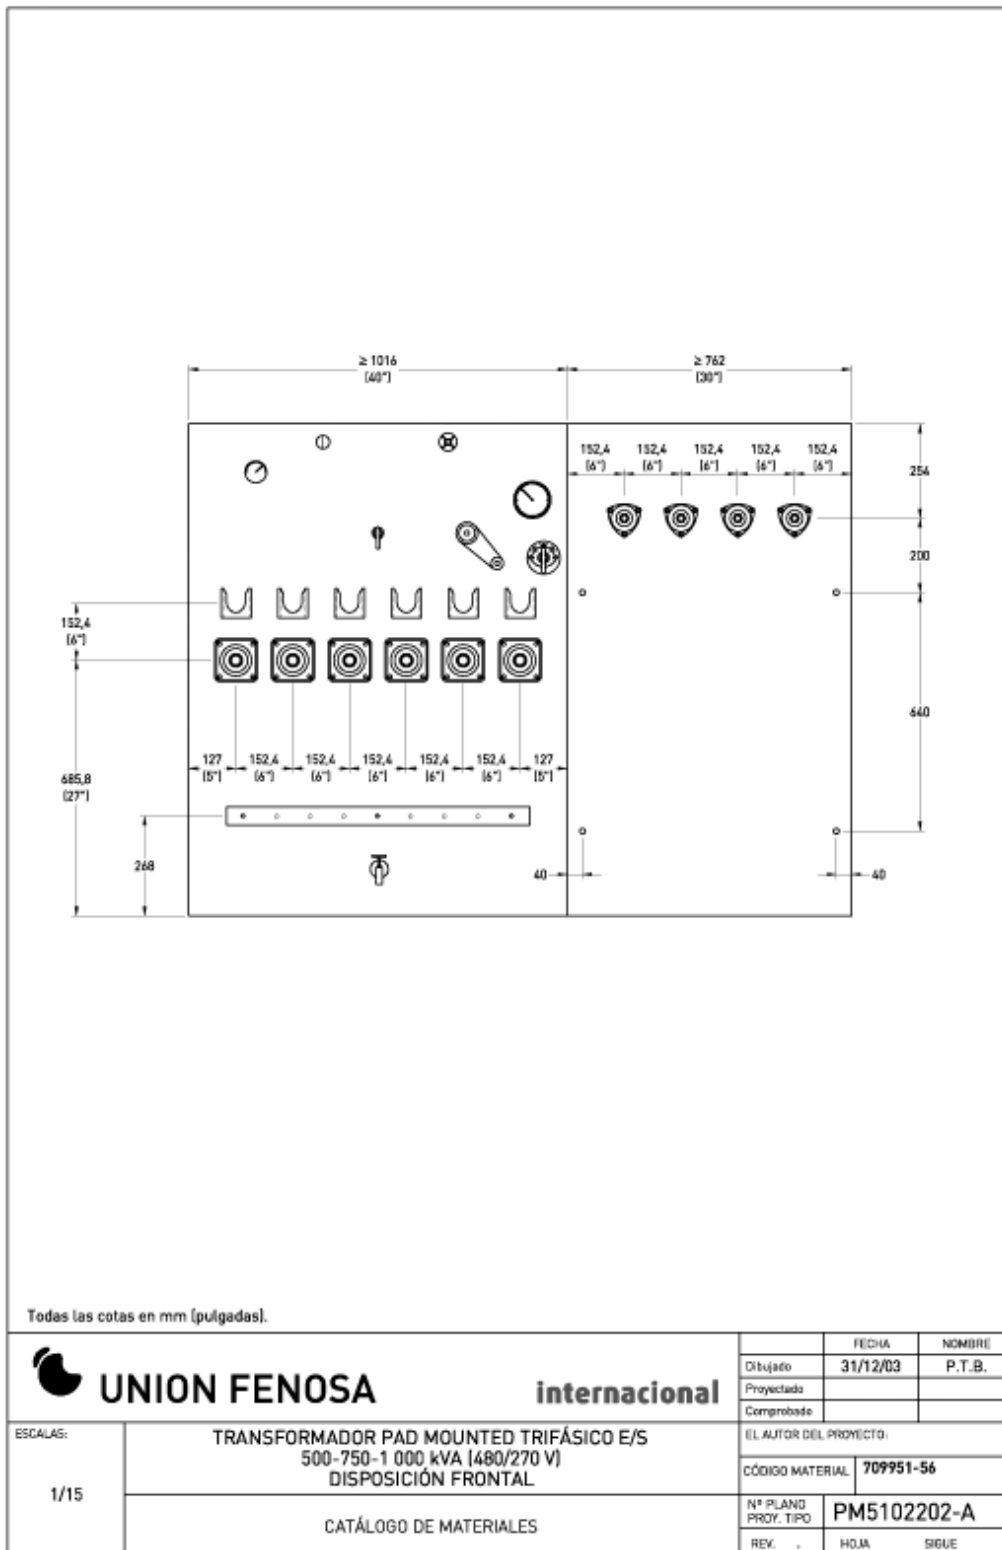 ≥ 1016
(40")
≥ 762
(30")
152,4
(6")
152,4
(6")
152,4
(6")
152,4
(6")
152,4
(6")
254
200
152,4
(6")
640
127
(5")
152,4
(6")
152,4
(6")
152,4
(6")
152,4
(6")
152,4
(6")
127
(5")
685,8
(27")
268
40
40
Todas las cotas en mm (pulgadas).
UNION FENOSA internacional
FECHA NOMBRE
Dibujado 31/12/03 P.T.B.
Proyectado
Comprobado
ESCALAS:
1/15
TRANSFORMADOR PAD MOUNTED TRIFÁSICO E/S
500-750-1 000 kVA (480/270 V)
DISPOSICIÓN FRONTAL
CATÁLOGO DE MATERIALES
EL AUTOR DEL PROYECTO:
CÓDIGO MATERIAL 709951-56
Nº PLANO
PROY. TIPO PM5102202-A
REV. . HOJA SIGUE